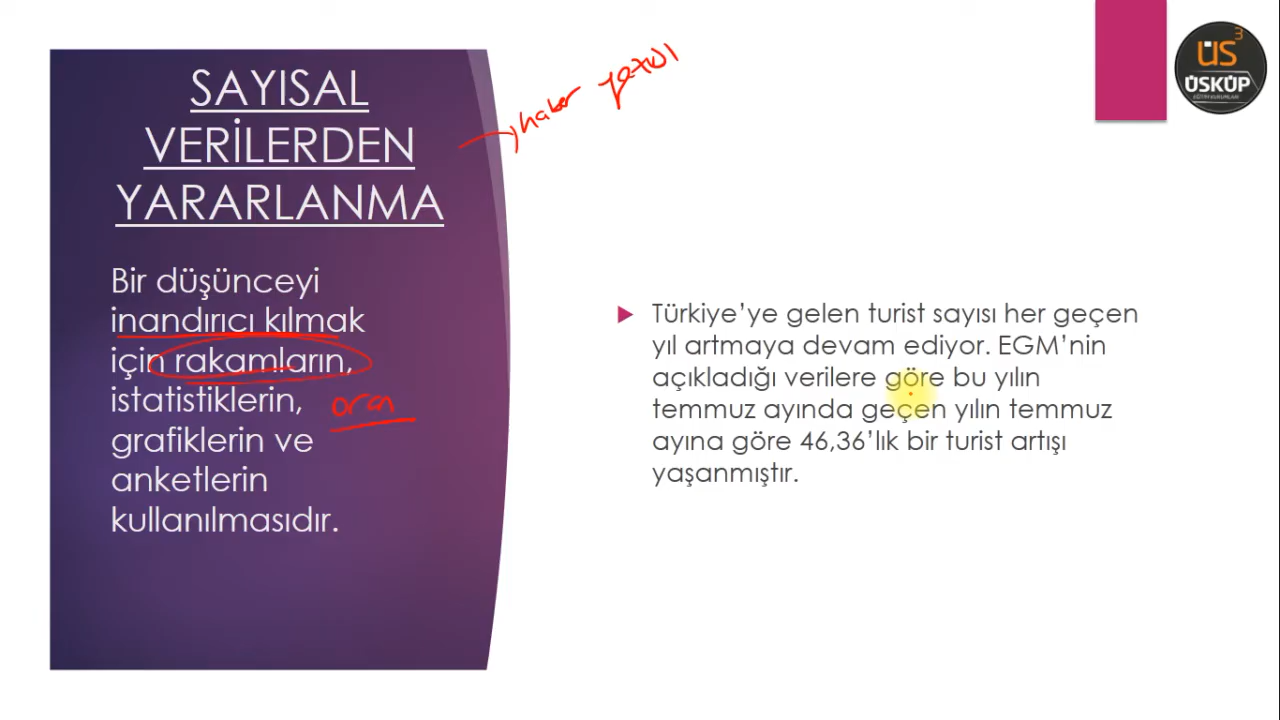 SAYISAL
VERİLERDEN
YARARLANMA
haber yazısı
Bir düşünceyi
inandırıcı kılmak
için rakamların,
istatistiklerin,
oran
grafiklerin ve
anketlerin
kullanılmasıdır.
Türkiye’ye gelen turist sayısı her geçen
yıl artmaya devam ediyor. EGM’nin
açıkladığı verilere göre bu yılın
temmuz ayında geçen yılın temmuz
ayına göre 46,36’lık bir turist artışı
yaşanmıştır.
ÜS3
ÜSKÜP